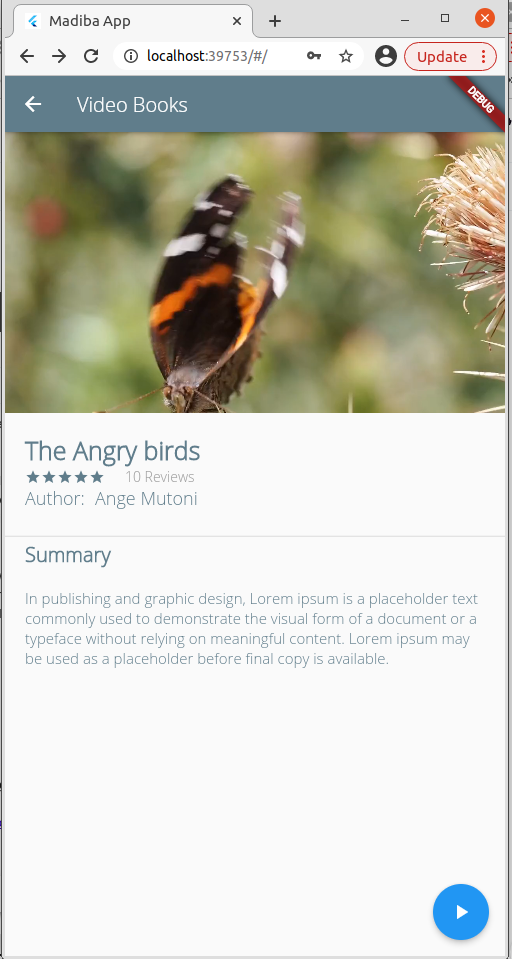 Madiba App
localhost:39753/#/
Update
Video Books
DEBUG
The Angry birds
10 Reviews
Author: Ange Mutoni
Summary
In publishing and graphic design, Lorem ipsum is a placeholder text
commonly used to demonstrate the visual form of a document or a
typeface without relying on meaningful content. Lorem ipsum may
be used as a placeholder before final copy is available.